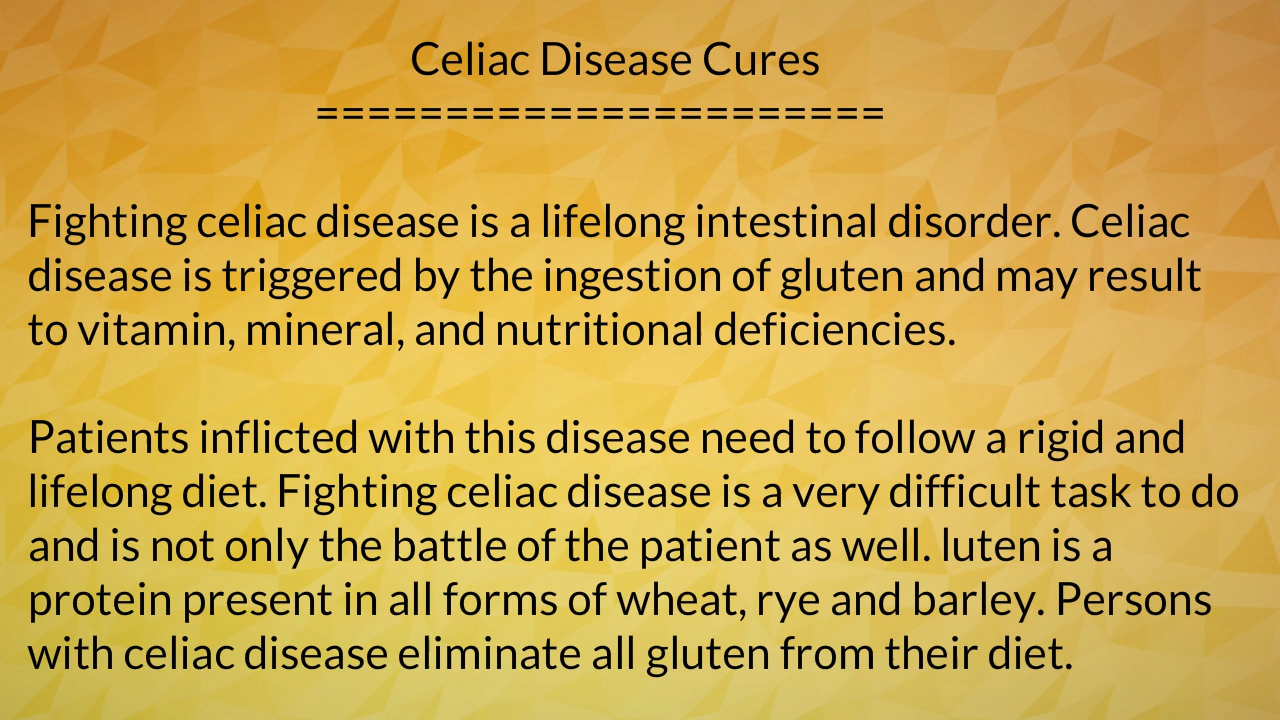 Celiac Disease Cures
======================
Fighting celiac disease is a lifelong intestinal disorder. Celiac
disease is triggered by the ingestion of gluten and may result
to vitamin, mineral, and nutritional deficiencies.
Patients inflicted with this disease need to follow a rigid and
lifelong diet. Fighting celiac disease is a very difficult task to do
and is not only the battle of the patient as well. luten is a
protein present in all forms of wheat, rye and barley. Persons
with celiac disease eliminate all gluten from their diet.